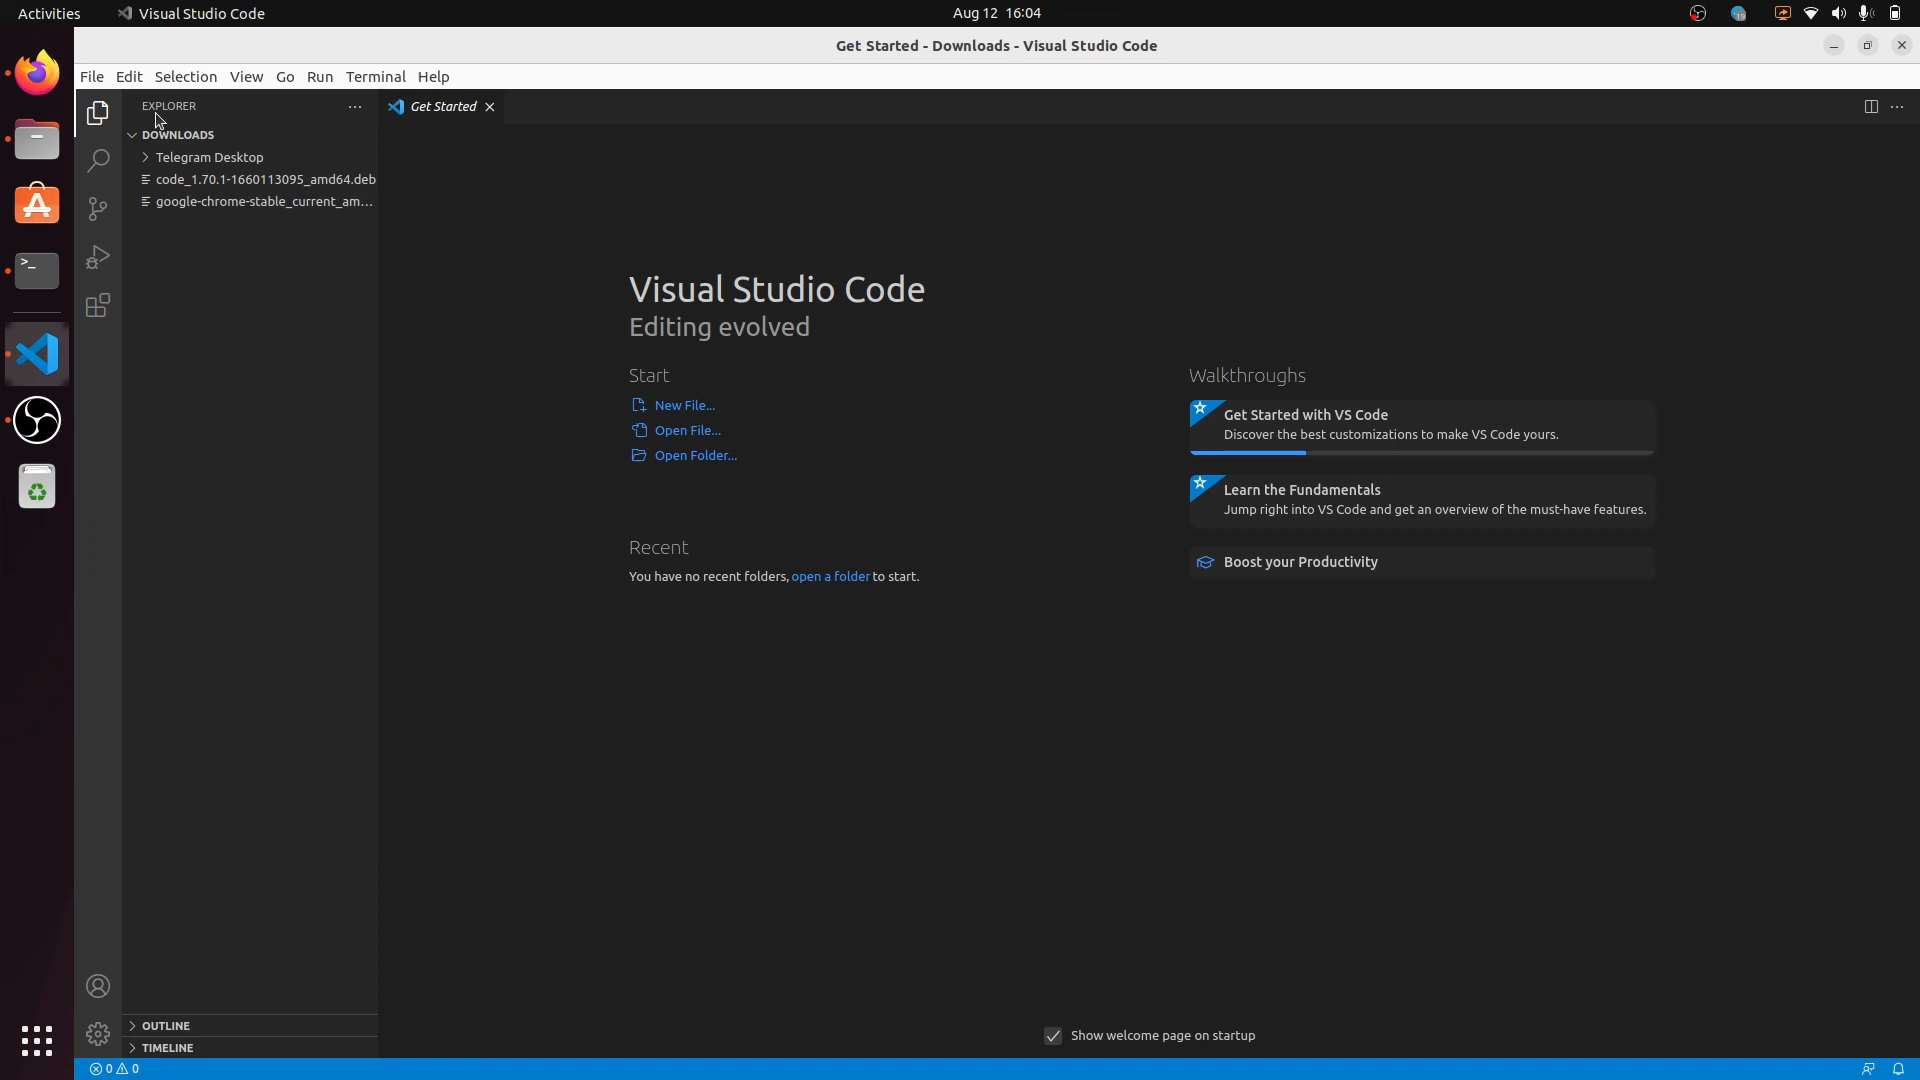 Activities Visual Studio Code Aug 12 16:04
Get Started - Downloads - Visual Studio Code
File Edit Selection View Go Run Terminal Help
EXPLORER
Get Started
DOWNLOADS
Telegram Desktop
code_1.70.1-1660113095_amd64.deb
google-chrome-stable_current_am...
Visual Studio Code
Editing evolved
Start
New File...
Open File...
Open Folder...
Recent
You have no recent folders, open a folder to start.
Walkthroughs
Get Started with VS Code
Discover the best customizations to make VS Code yours.
Learn the Fundamentals
Jump right into VS Code and get an overview of the must-have features.
Boost your Productivity
Show welcome page on startup
OUTLINE
TIMELINE
0 0